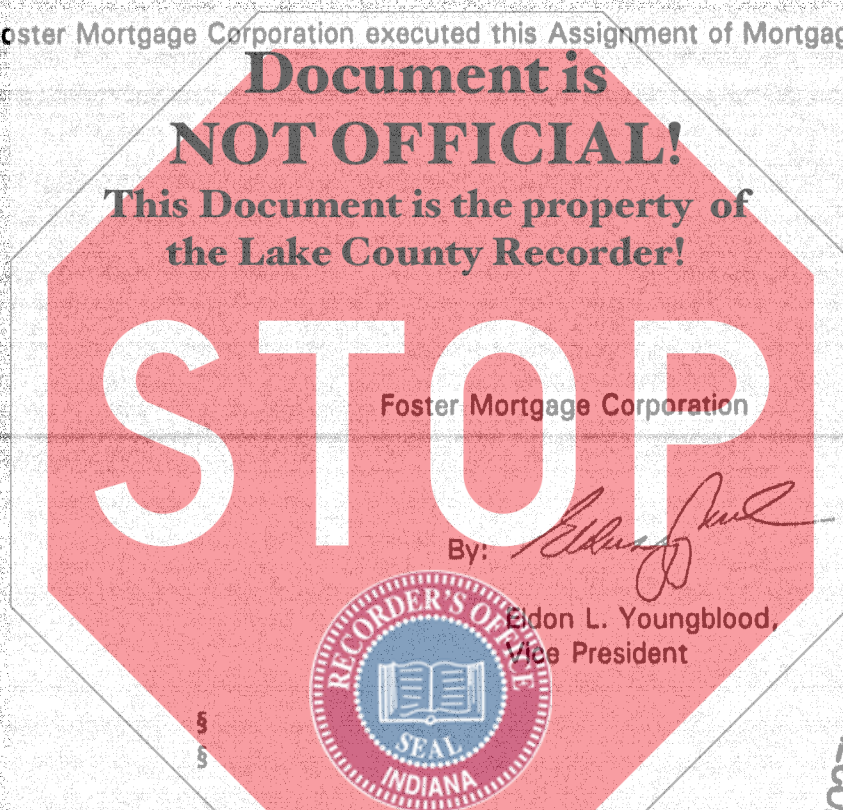 oster Mortgage Corporation executed this Assignment of Mortgag
Document is
NOT OFFICIAL!
This Document is the property of
the Lake County Recorder!
STOP
Foster Mortgage Corporation
By:
Eldon L. Youngblood,
Vice President
RECORDER'S OFFICE
SEAL
INDIANA
§
§